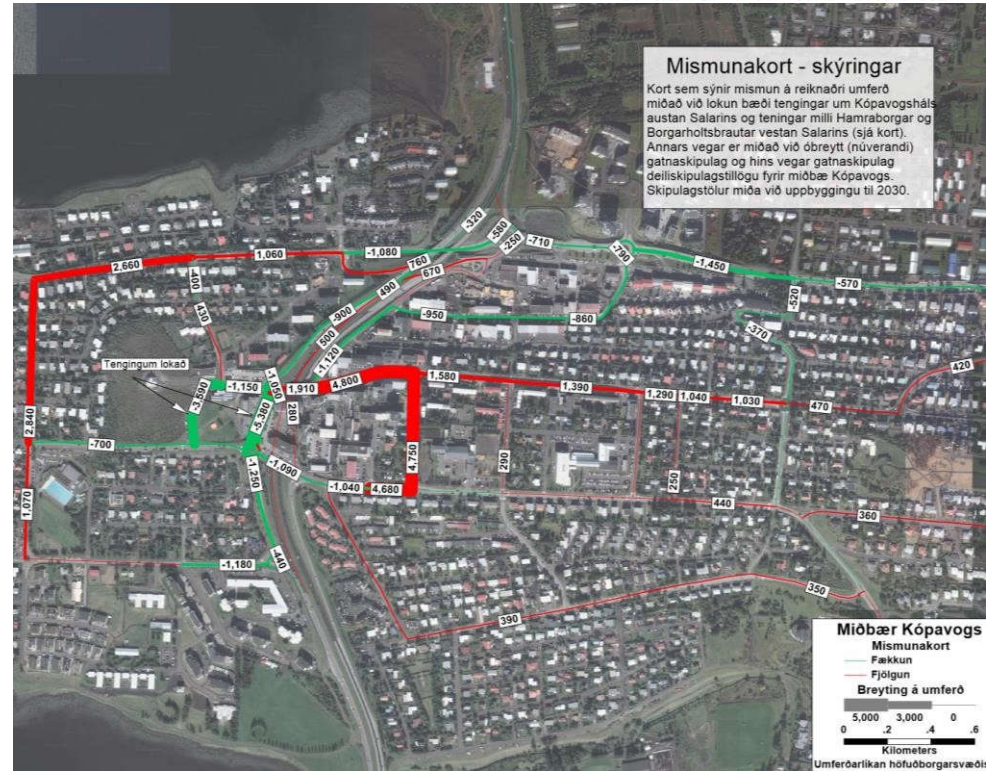 Mismunakort - skýringar
Kort sem sýnir mismun á reiknaðri umferð
miðað við lokun bæði tengingar um Kópavogsháls
austan Salarins og teningar milli Hamraborgar og
Borgarholtsbrautar vestan Salarins (sjá kort).
Annars vegar er miðað við óbreytt (núverandi)
gatnaskipulag og hins vegar gatnaskipulag
deiliskipulagstillögu fyrir miðbæ Kópavogs.
Skipulagstölur miða við uppbyggingu til 2030.
-320
-580
-250
-710
-790
-1,450
-570
-520
-370
2,660
1,060
-1,080
760
670
490
-900
500
-1,120
-950
-860
400
430
Tengingum lokað
-3,590
-1,150
-1,050
1,910
4,800
1,580
1,390
1,290
1,040
1,030
470
420
-5,380
280
2,840
-700
-1,090
-1,250
-1,040
4,680
4,750
290
250
440
360
1,070
-1,180
-440
390
350
Miðbær Kópavogs
Mismunakort
Fækkun
Fjölgun
Breyting á umferð
5,000 3,000 0
0 .2 .4 .6
Kilometers
Umferðarlikan höfuðborgarsvæðis